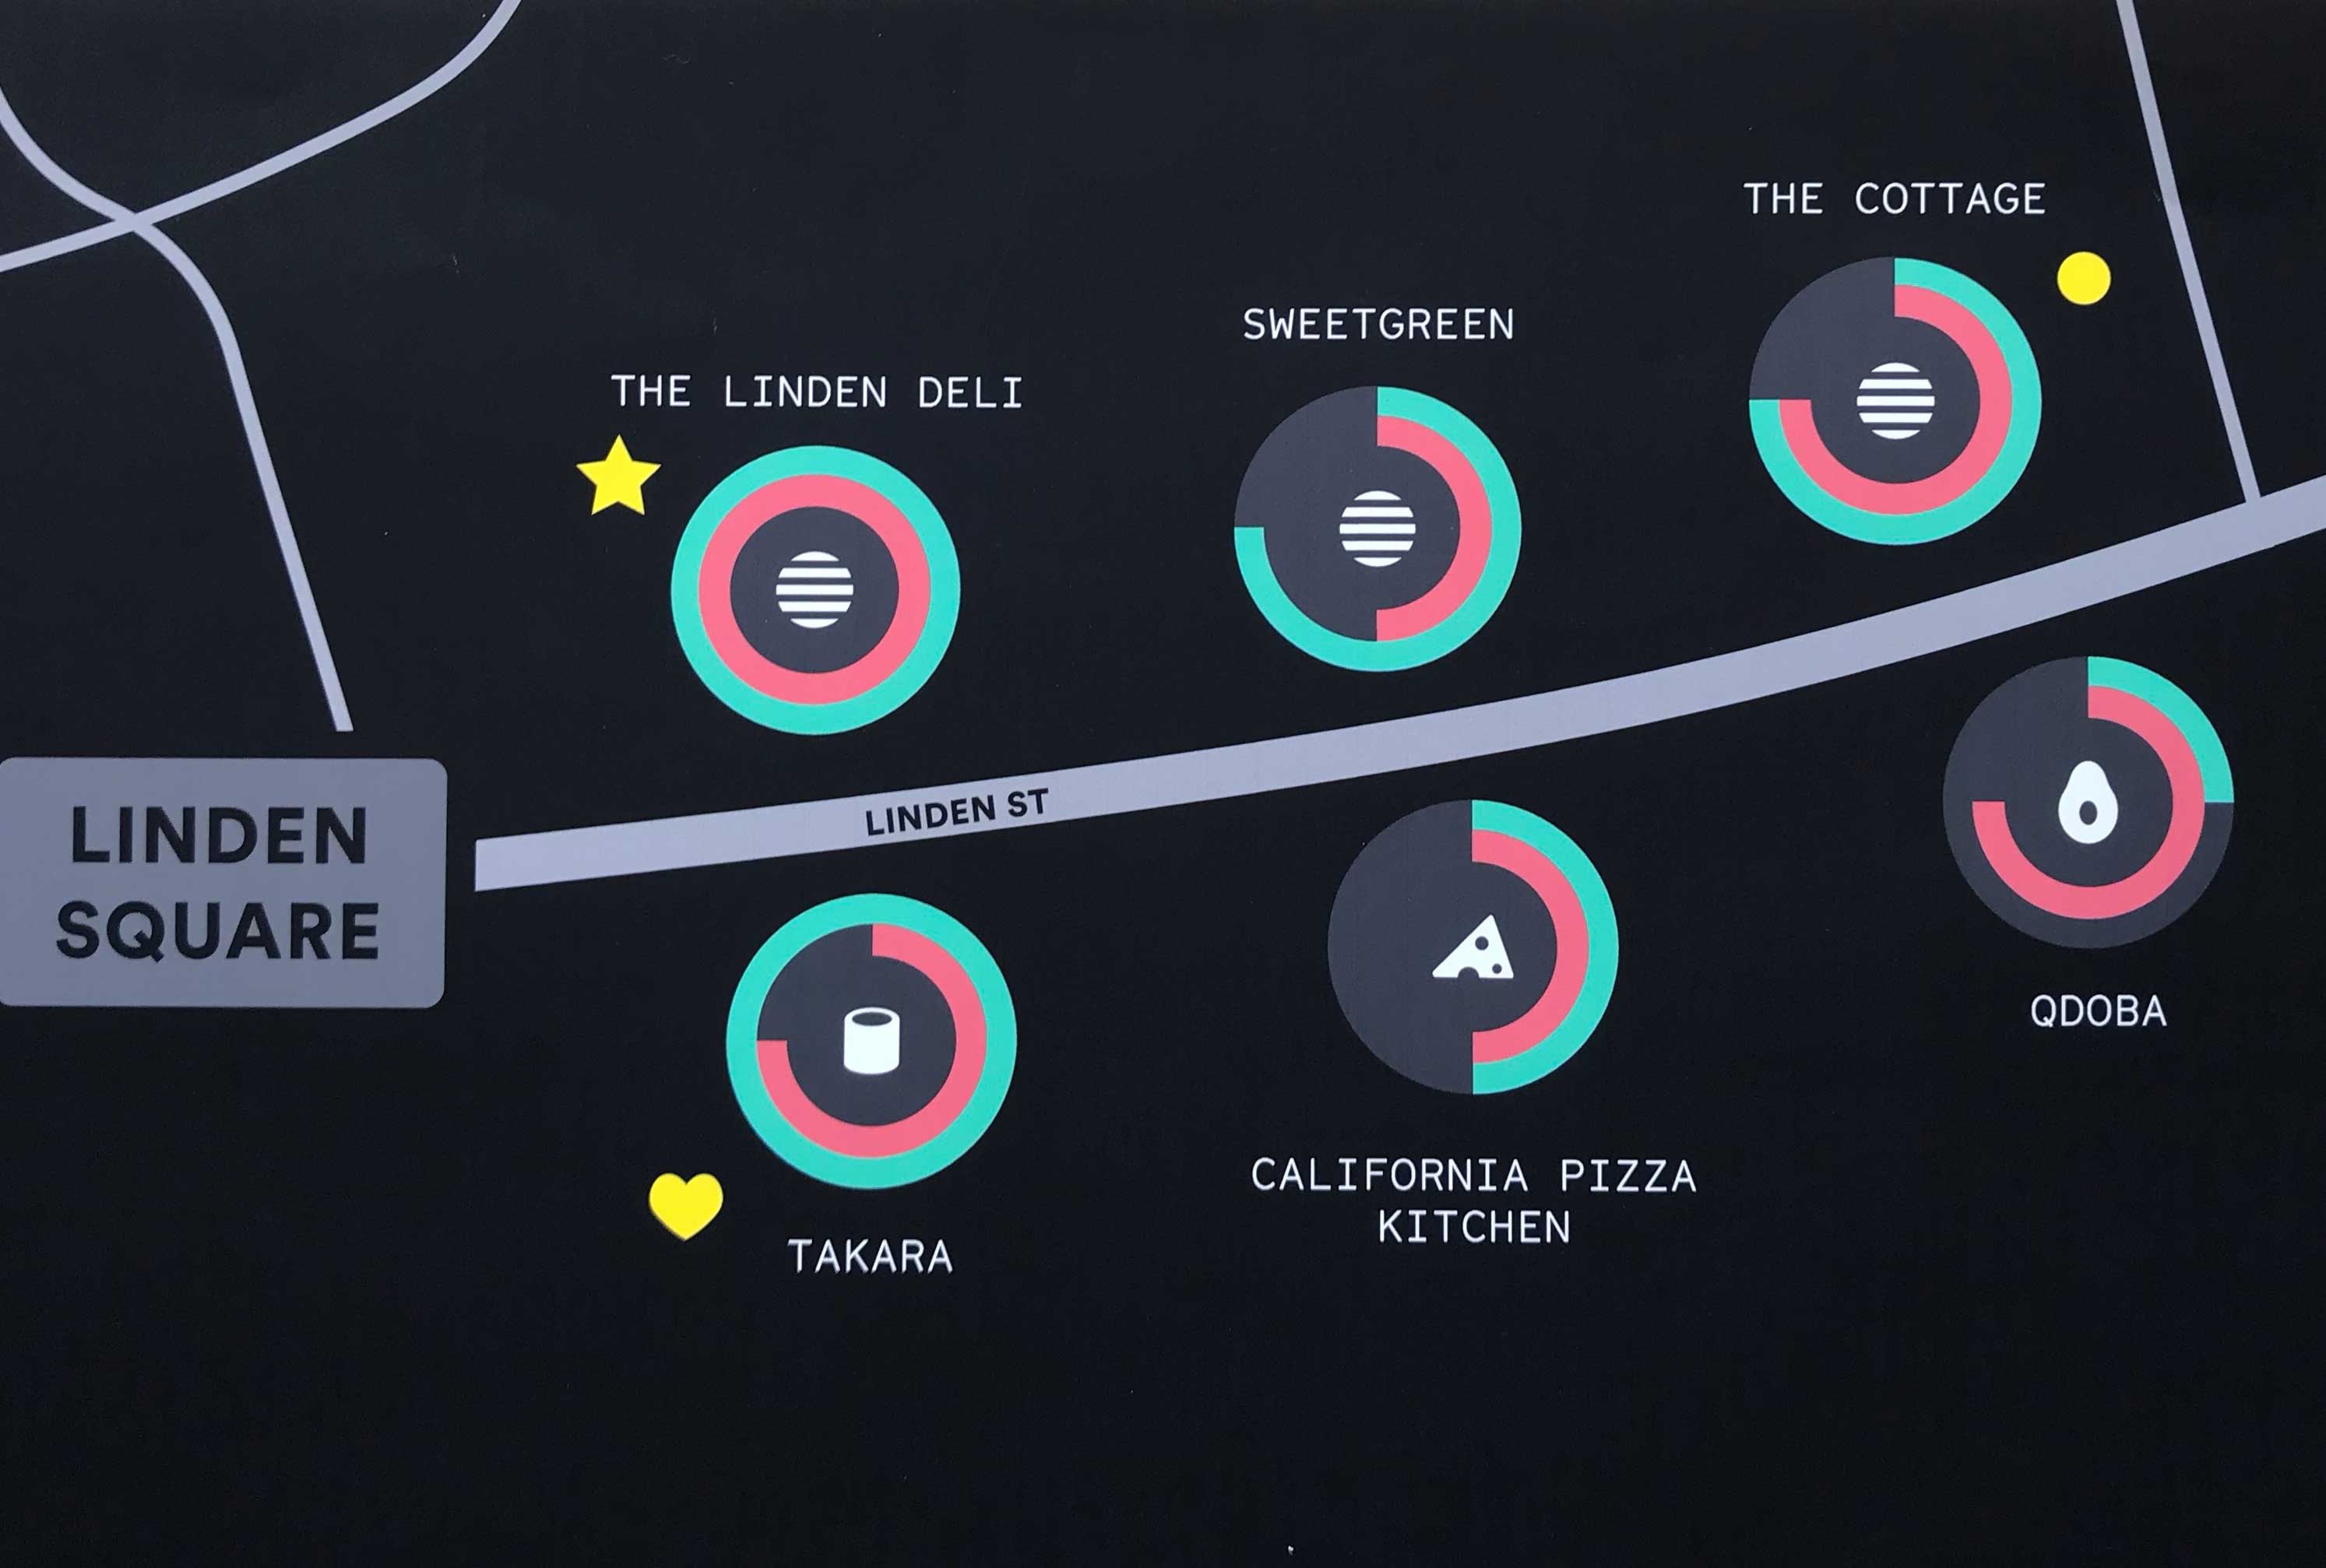 THE COTTAGE
SWEETGREEN
THE LINDEN DELI
LINDEN ST
LINDEN
SQUARE
QDOBA
CALIFORNIA PIZZA
KITCHEN
TAKARA